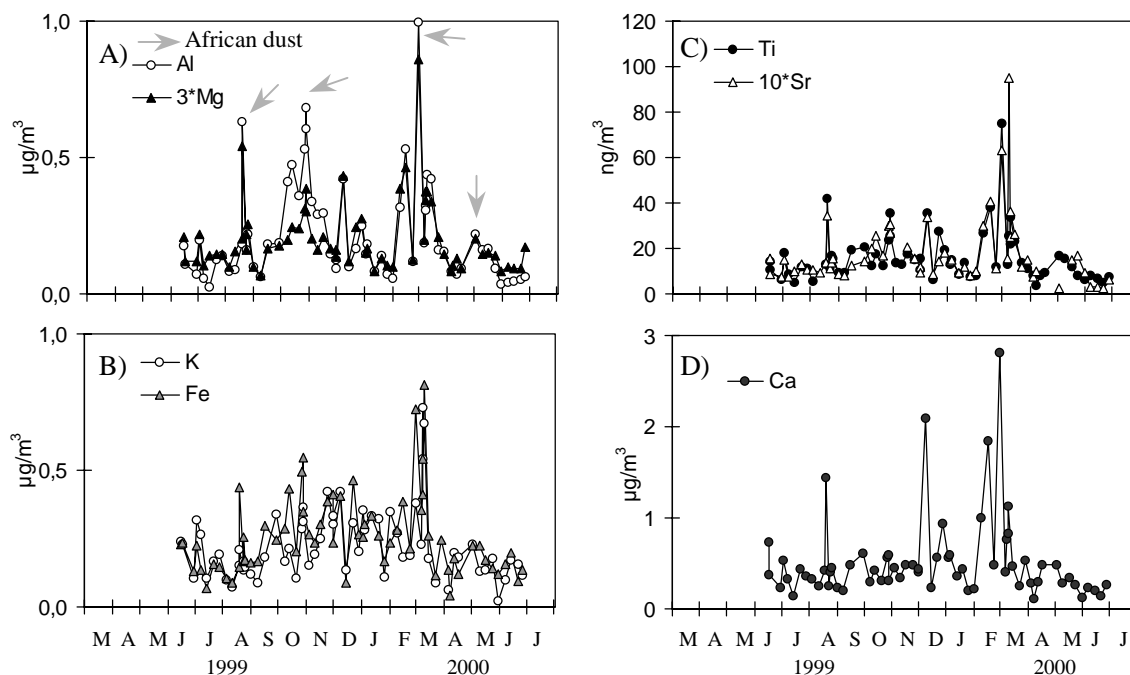 A)
African dust
Al
3*Mg
1,0
0,5
0,0
µg/m³
C)
Ti
10*Sr
120
100
80
60
40
20
0
ng/m³
B)
K
Fe
1,0
0,5
0,0
µg/m³
M A M J J A S O N D J F M A M J J
1999 2000
D)
Ca
3
2
1
0
µg/m³
M A M J J A S O N D J F M A M J
1999 2000